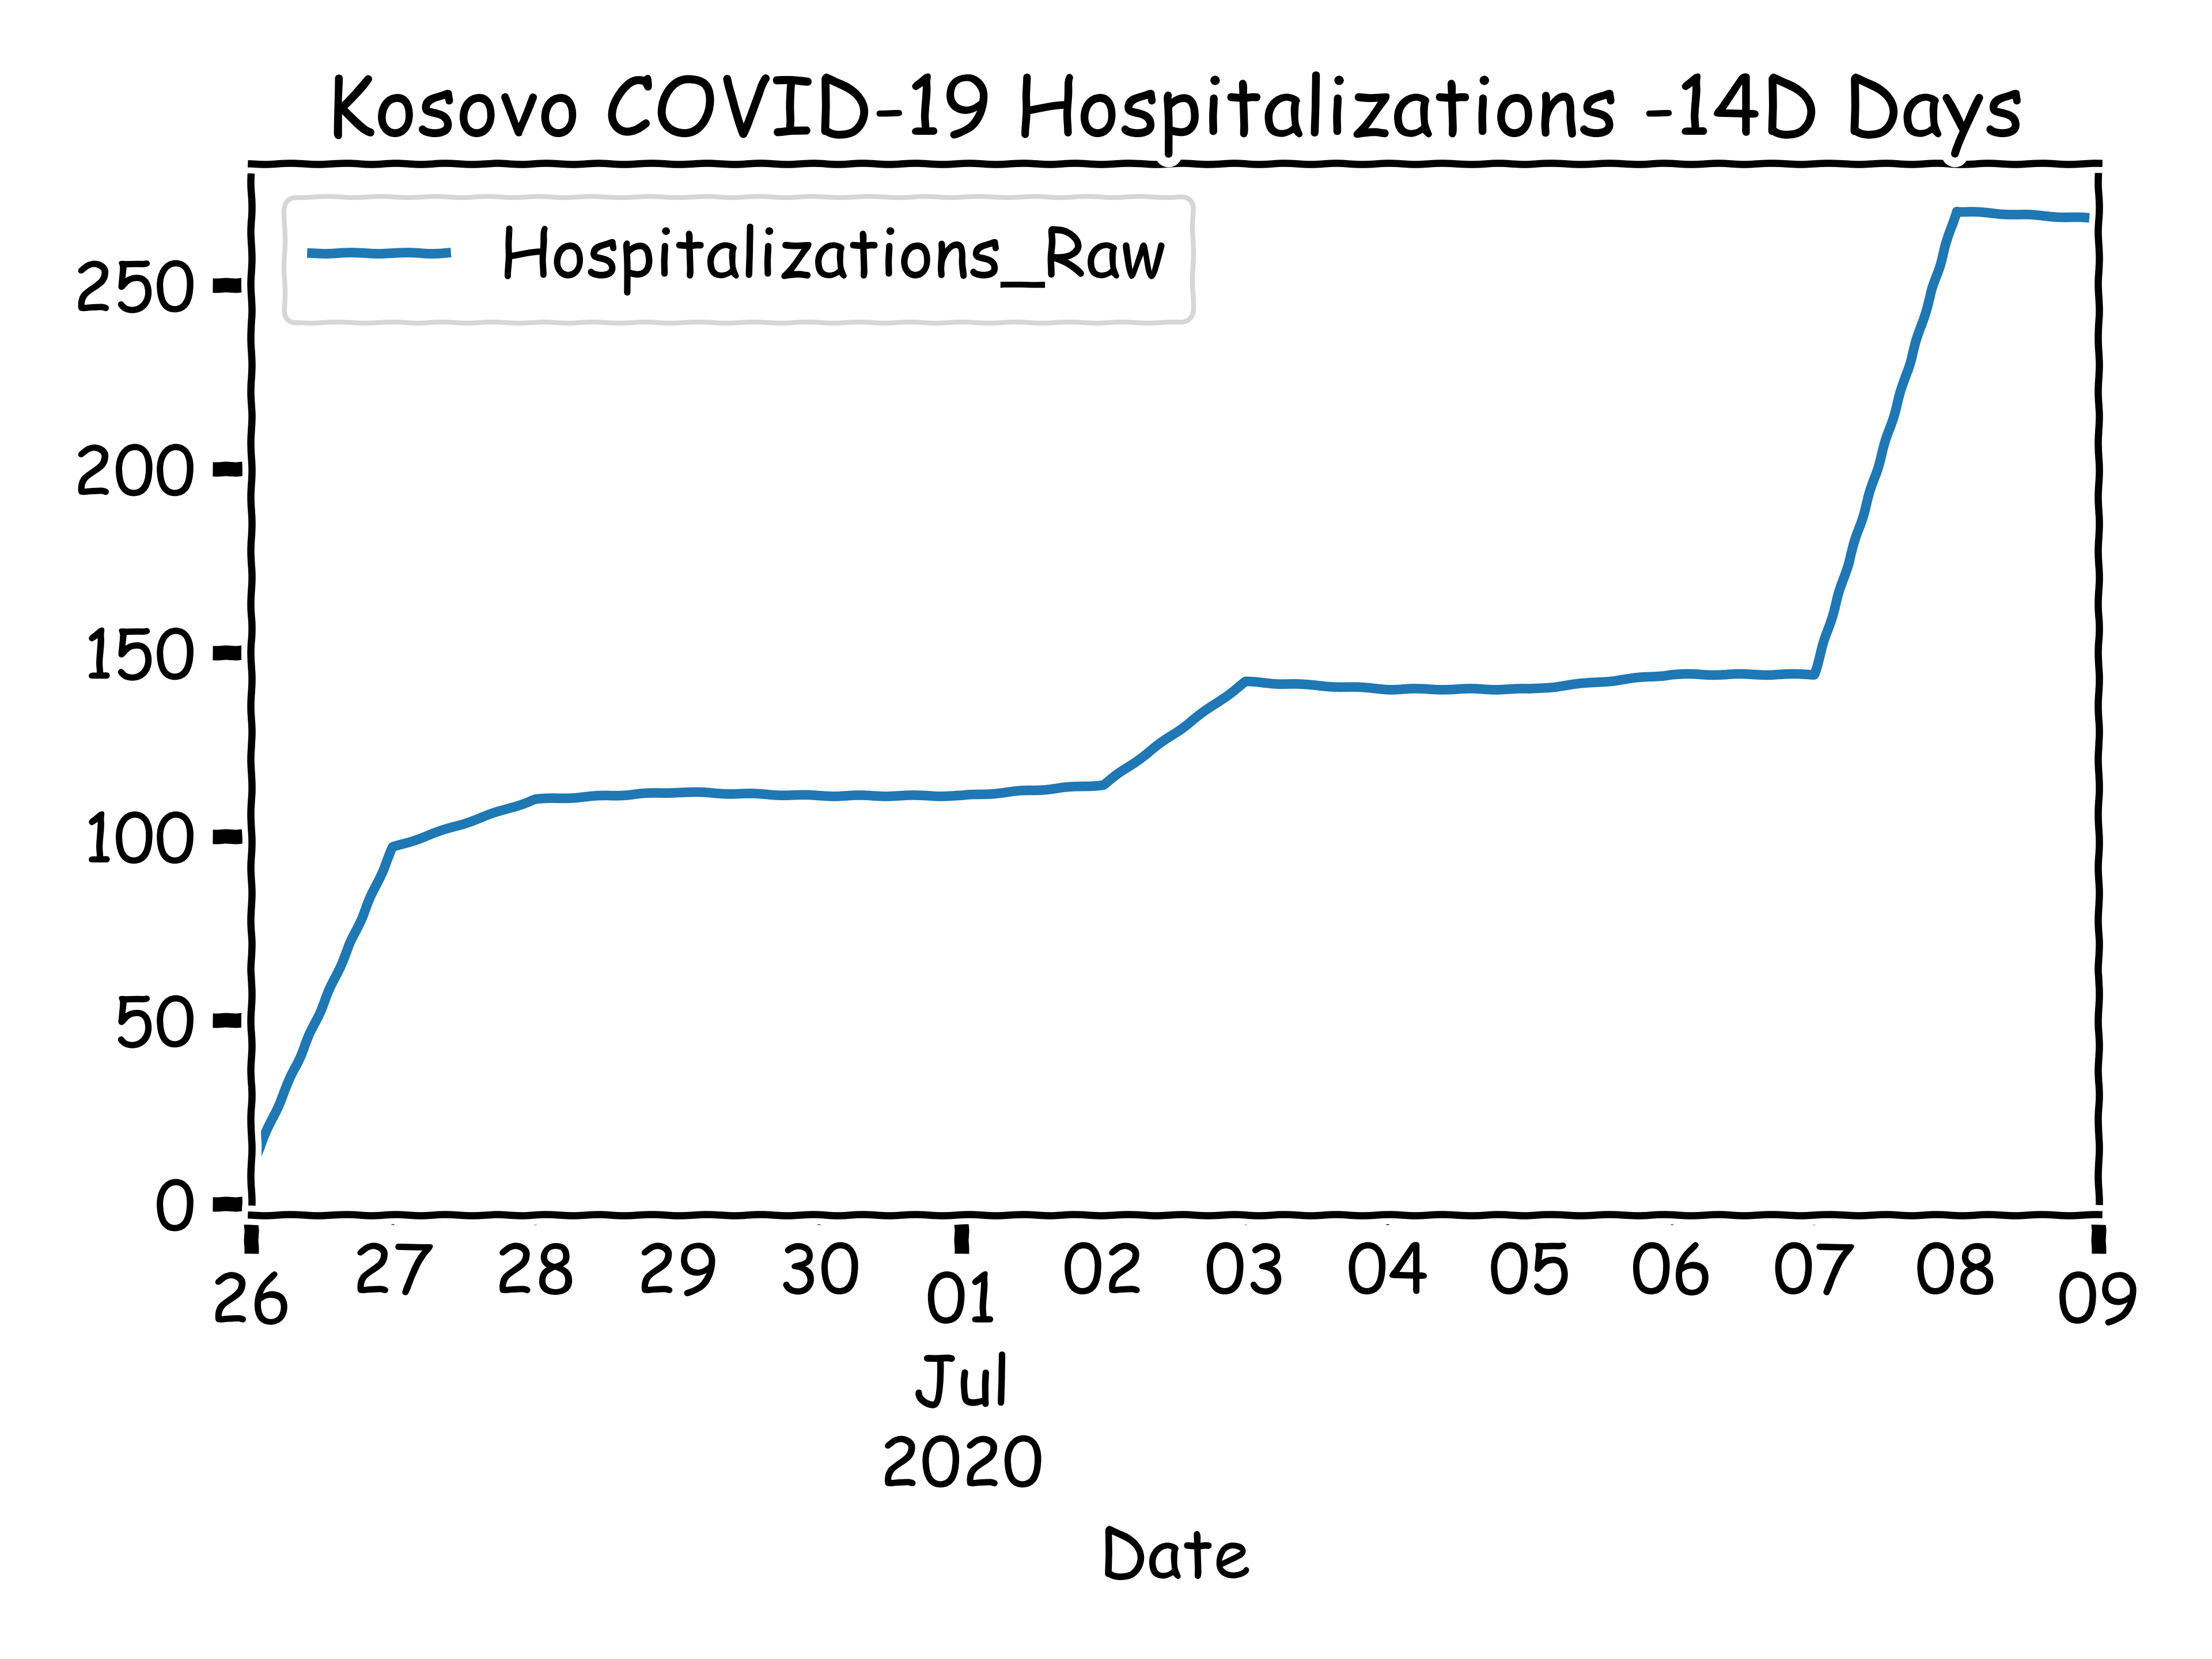 Kosovo COVID-19 Hospitalizations -14D Days
Hospitalizations_Raw
250
200
150
100
50
0
26 27 28 29 30 01 02 03 04 05 06 07 08 09
Jul
2020
Date